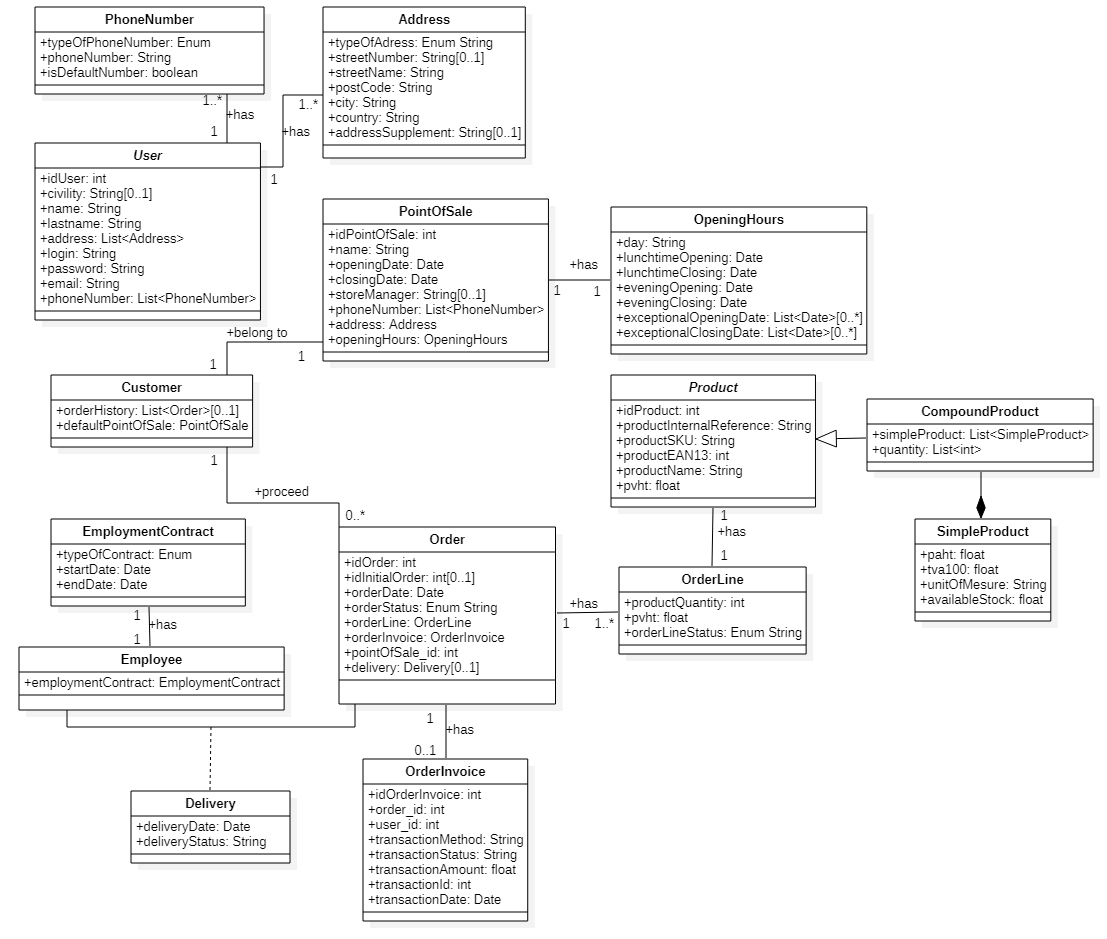 PhoneNumber
+typeOfPhoneNumber: Enum
+phoneNumber: String
+isDefaultNumber: boolean
Address
+typeOfAdress: Enum String
+streetNumber: String[0..1]
+streetName: String
+postCode: String
+city: String
+country: String
+addressSupplement: String[0..1]
1..*
+has
1
1..*
+has
1
User
+idUser: int
+civility: String[0..1]
+name: String
+lastname: String
+address: List<Address>
+login: String
+password: String
+email: String
+phoneNumber: List<PhoneNumber>
PointOfSale
+idPointOfSale: int
+name: String
+openingDate: Date
+closingDate: Date
+storeManager: String[0..1]
+phoneNumber: List<PhoneNumber>
+address: Address
+openingHours: OpeningHours
+has
1
1
OpeningHours
+day: String
+lunchtimeOpening: Date
+lunchtimeClosing: Date
+eveningOpening: Date
+eveningClosing: Date
+exceptionalOpeningDate: List<Date>[0..*]
+exceptionalClosingDate: List<Date>[0..*]
+belong to
1
1
Customer
+orderHistory: List<Order>[0..1]
+defaultPointOfSale: PointOfSale
1
+proceed
0..*
Product
+idProduct: int
+productInternalReference: String
+productSKU: String
+productEAN13: int
+productName: String
+pvht: float
CompoundProduct
+simpleProduct: List<SimpleProduct>
+quantity: List<int>
1
+has
1
SimpleProduct
+paht: float
+tva100: float
+unitOfMesure: String
+availableStock: float
EmploymentContract
+typeOfContract: Enum
+startDate: Date
+endDate: Date
1
+has
1
Employee
+employmentContract: EmploymentContract
Order
+idOrder: int
+idInitialOrder: int[0..1]
+orderDate: Date
+orderStatus: Enum String
+orderLine: OrderLine
+orderInvoice: OrderInvoice
+pointOfSale_id: int
+delivery: Delivery[0..1]
+has
1
1..*
OrderLine
+productQuantity: int
+pvht: float
+orderLineStatus: Enum String
1
+has
0..1
Delivery
+deliveryDate: Date
+deliveryStatus: String
OrderInvoice
+idOrderInvoice: int
+order_id: int
+user_id: int
+transactionMethod: String
+transactionStatus: String
+transactionAmount: float
+transactionId: int
+transactionDate: Date